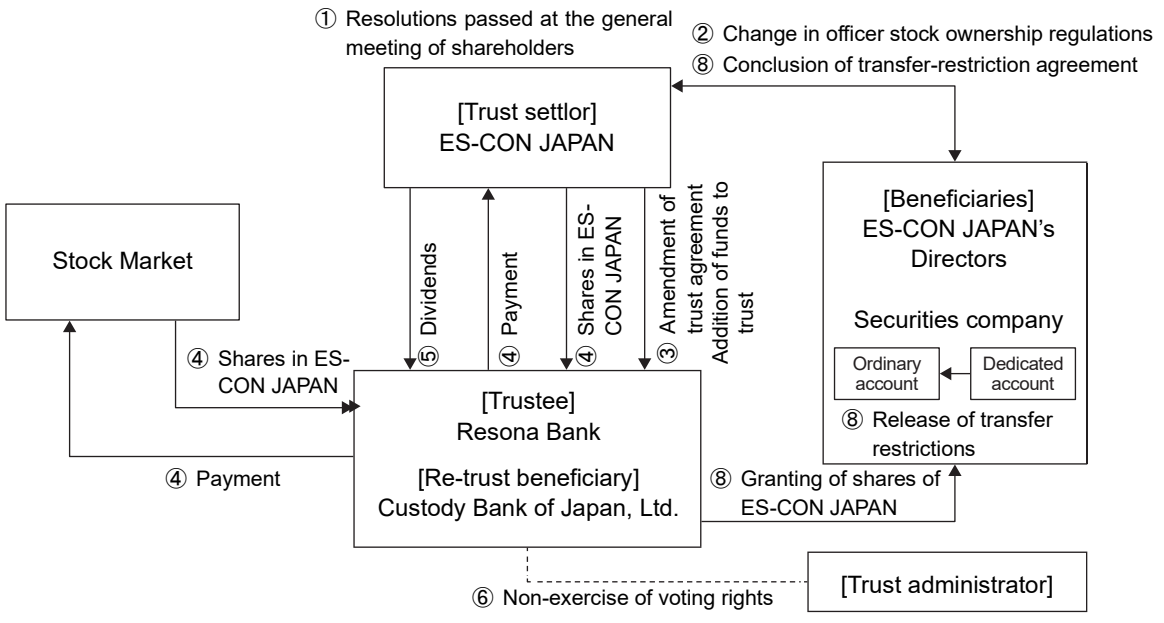 ① Resolutions passed at the general
meeting of shareholders
② Change in officer stock ownership regulations
⑧ Conclusion of transfer-restriction agreement
[Trust settlor]
ES-CON JAPAN
[Beneficiaries]
ES-CON JAPAN's
Directors
Securities company
Ordinary
account
Dedicated
account
⑧ Release of transfer
restrictions
Stock Market
⑤ Dividends
④ Payment
④ Shares in ES-
CON JAPAN
③ Amendment of
trust agreement
Addition of funds to
trust
④ Shares in ES-
CON JAPAN
④ Payment
[Trustee]
Resona Bank
[Re-trust beneficiary]
Custody Bank of Japan, Ltd.
⑧ Granting of shares of
ES-CON JAPAN
⑥ Non-exercise of voting rights
[Trust administrator]